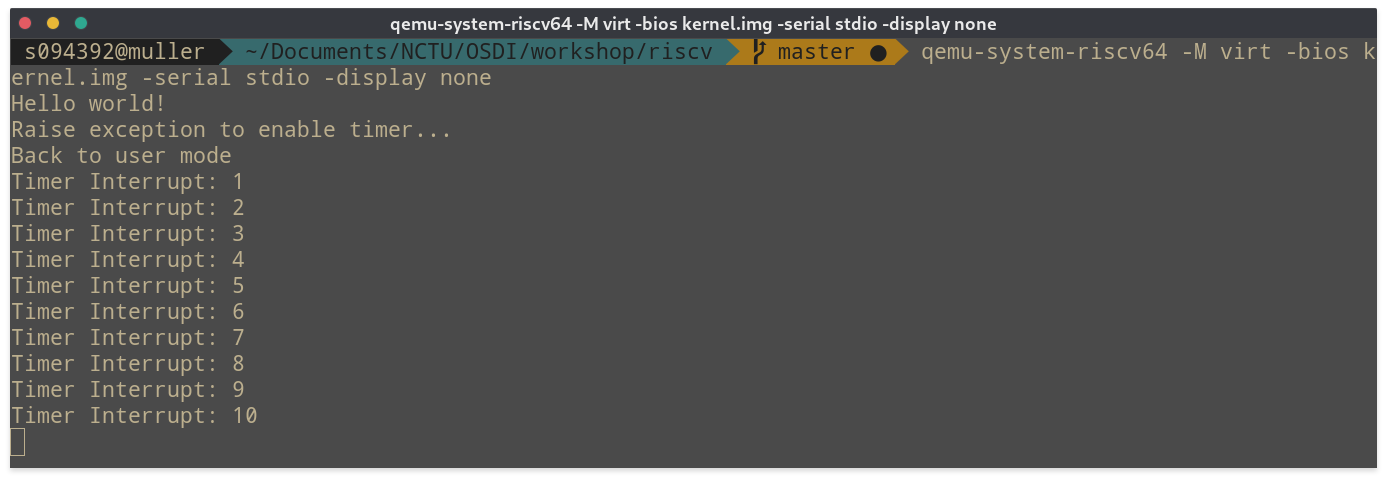 qemu-system-riscv64 -M virt -bios kernel.img -serial stdio -display none
s094392@muller ~/Documents/NCTU/OSDI/workshop/riscv master ● qemu-system-riscv64 -M virt -bios k
ernel.img -serial stdio -display none
Hello world!
Raise exception to enable timer...
Back to user mode
Timer Interrupt: 1
Timer Interrupt: 2
Timer Interrupt: 3
Timer Interrupt: 4
Timer Interrupt: 5
Timer Interrupt: 6
Timer Interrupt: 7
Timer Interrupt: 8
Timer Interrupt: 9
Timer Interrupt: 10